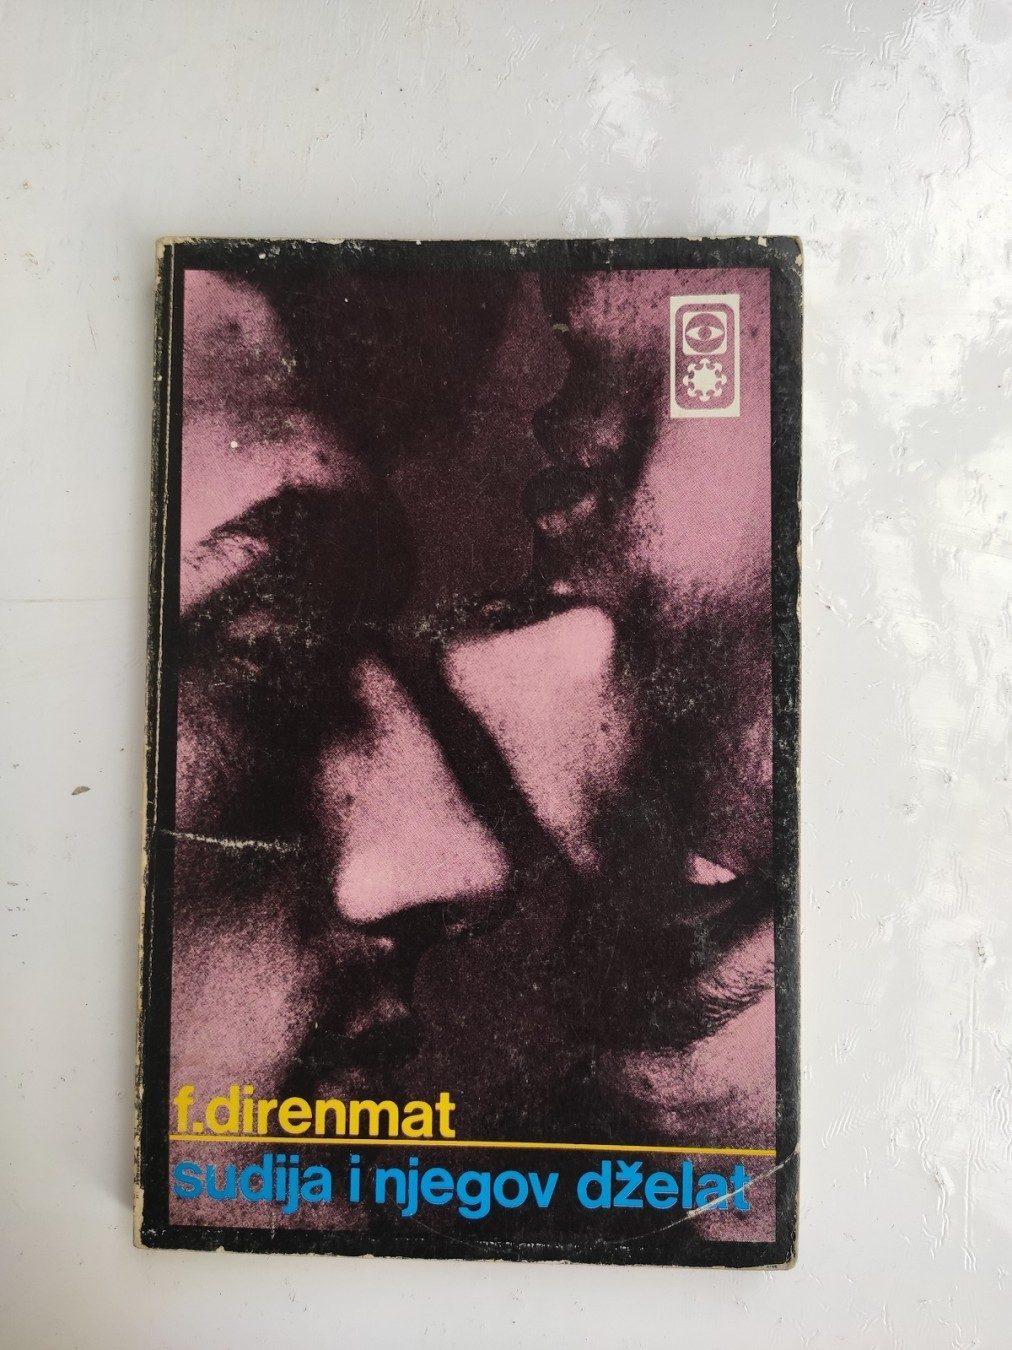 f.direnmat
sudija i njegov dželat